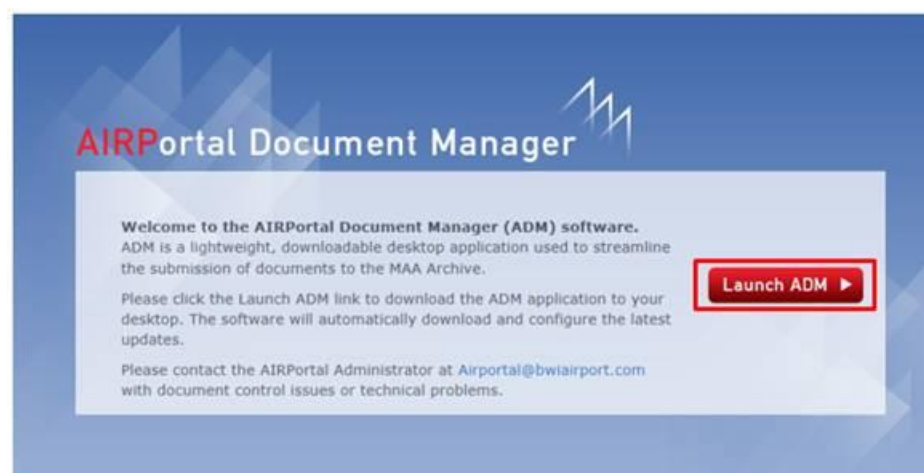 AIRPortal Document Manager
Welcome to the AIRPortal Document Manager (ADM) software.
ADM is a lightweight, downloadable desktop application used to streamline
the submission of documents to the MAA Archive.
Launch ADM
Please click the Launch ADM link to download the ADM application to your
desktop. The software will automatically download and configure the latest
updates.
Please contact the AIRPortal Administrator at Airportal@bwiairport.com
with document control issues or technical problems.